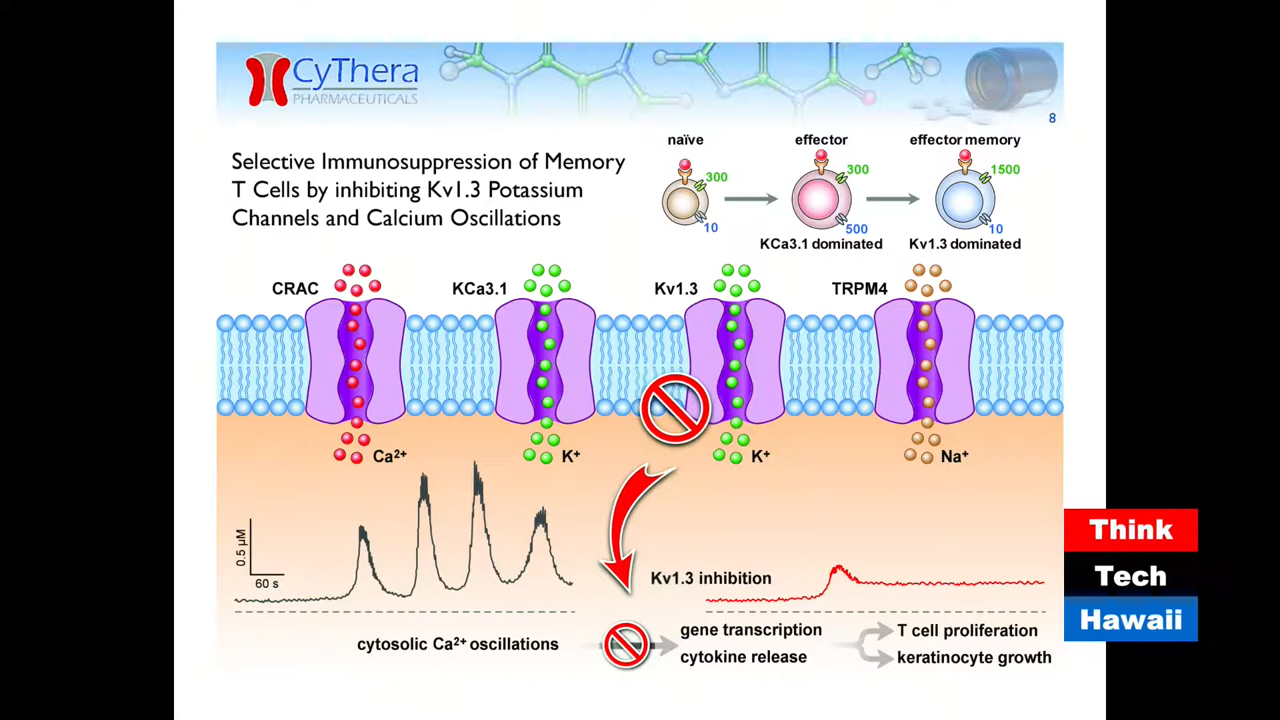 CyThera
PHARMACEUTICALS
8
Selective Immunosuppression of Memory
T Cells by inhibiting Kv1.3 Potassium
Channels and Calcium Oscillations
naïve
effector
effector memory
300
300
1500
10
500
10
KCa3.1 dominated
Kv1.3 dominated
CRAC
KCa3.1
Kv1.3
TRPM4
Ca²⁺
K⁺
K⁺
Na⁺
0.5 µM
60 s
Kv1.3 inhibition
cytosolic Ca²⁺ oscillations
gene transcription
cytokine release
T cell proliferation
keratinocyte growth
Think
Tech
Hawaii